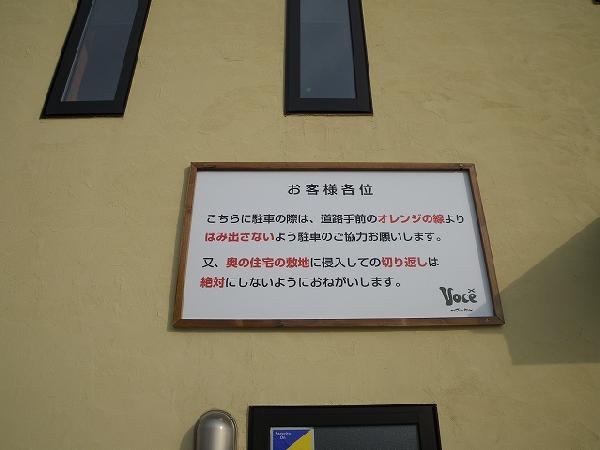 お客様各位
こちらに駐車の際は、道路手前のオレンジの線より
はみ出さないよう駐車のご協力お願いします。
又、奥の住宅の敷地に侵入しての切り返しは
絶対にしないようにおねがいします。
Voce